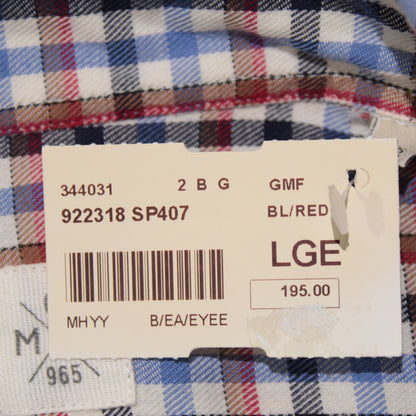 344031 2 B G GMF
922318 SP407 BL/RED
LGE
195.00
MHYY B/EA/EYEE
M
965